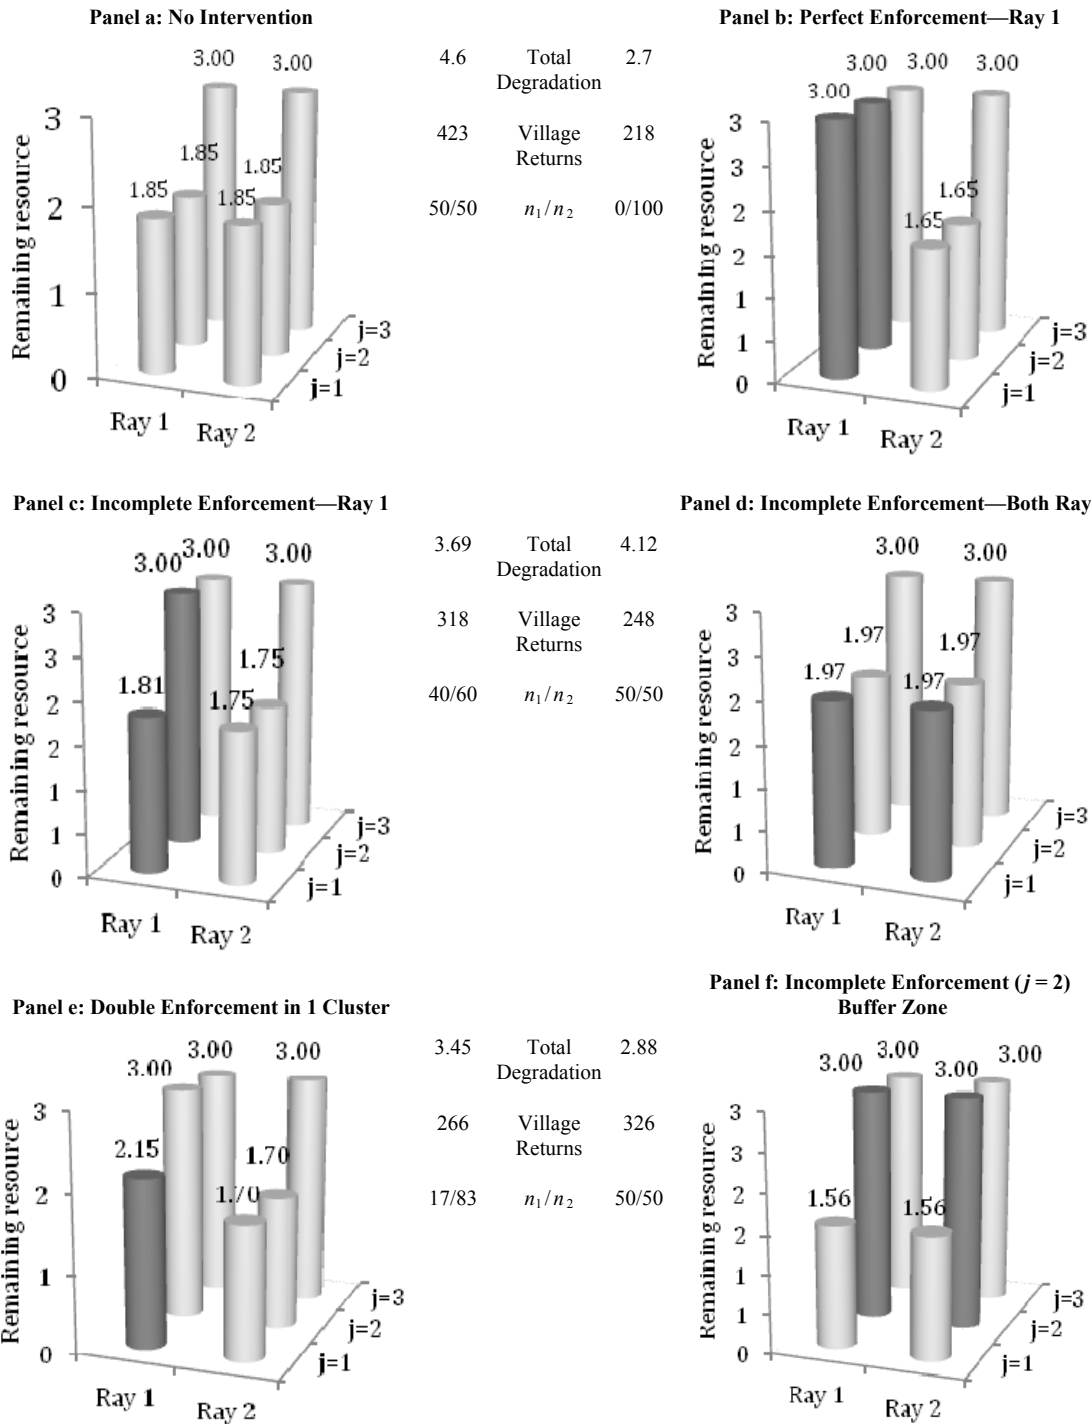 Panel a: No Intervention
3.00 3.00
1.85 1.85
1.85 1.85
Remaining resource
3
2
1
0
j=3
j=2
j=1
Ray 1 Ray 2
4.6 Total Degradation 2.7
423 Village Returns 218
50/50 n1/n2 0/100
Panel b: Perfect Enforcement—Ray 1
3.00 3.00 3.00
3.00
1.65
1.65
Remaining resource
3
3
2
2
1
1
0
j=3
j=2
j=1
Ray 1 Ray 2
Panel c: Incomplete Enforcement—Ray 1
3.00 3.00 3.00
1.81 1.75
1.75
Remaining resource
3
3
2
2
1
1
0
j=3
j=2
j=1
Ray 1 Ray 2
3.69 Total Degradation 4.12
318 Village Returns 248
40/60 n1/n2 50/50
Panel d: Incomplete Enforcement—Both Ray
3.00 3.00
1.97 1.97
1.97 1.97
Remaining resource
3
3
2
2
1
1
0
j=3
j=2
j=1
Ray 1 Ray 2
Panel e: Double Enforcement in 1 Cluster
3.00 3.00 3.00
2.15 1.70
1.70
Remaining resource
3
2
1
0
j=3
j=2
j=1
Ray 1 Ray 2
3.45 Total Degradation 2.88
266 Village Returns 326
17/83 n1/n2 50/50
Panel f: Incomplete Enforcement (j = 2)
Buffer Zone
3.00 3.00 3.00 3.00
1.56 1.56
Remaining resource
3
3
2
2
1
1
0
j=3
j=2
j=1
Ray 1 Ray 2